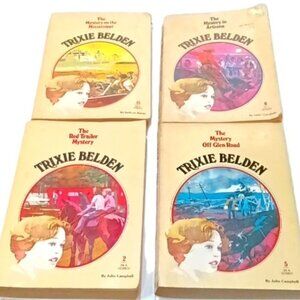 The
Mystery on the
Mississippi
TRIXIE BELDEN
The
Mystery in
Arizona
TRIXIE BELDEN
6
The
Red Trailer
Mystery
TRIXIE BELDEN
2
By Julie Campbell
The
Mystery
Off Glen Road
TRIXIE BELDEN
5
By Julie Campbell